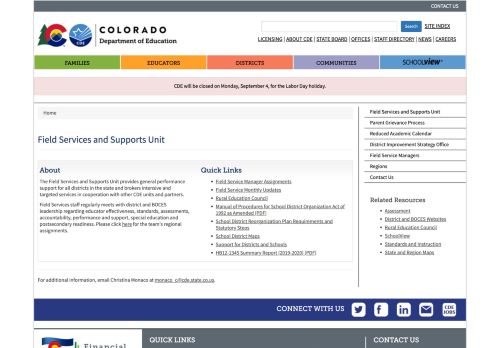 CONTACT US
COLORADO
Department of Education
CDE
Search
SITE INDEX
LICENSING | ABOUT CDE | STATE BOARD | OFFICES | STAFF DIRECTORY | NEWS | CAREERS
FAMILIES
EDUCATORS
DISTRICTS
COMMUNITIES
SCHOOLVIEW
CDE will be closed on Monday, September 4, for the Labor Day holiday.
Home
Field Services and Supports Unit
About
The Field Services and Supports Unit provides general performance
support for all districts in the state and brokers intensive and
targeted services in cooperation with other CDE units and partners.
Field Services staff regularly meets with district and BOCES
leadership regarding educator effectiveness, standards, assessments,
accountability, performance and support, special education and
postsecondary readiness. Please click here for the team's regional
assignments.
Quick Links
Field Service Manager Assignments
Field Service Monthly Updates
Rural Education Council
Manual of Procedures for School District Organization Act of
1992 as Amended (PDF)
School District Reorganization Plan Requirements and
Statutory Steps
School District Maps
Support for Districts and Schools
HB12-1345 Summary Report (2019-2020) (PDF)
For additional information, email Christina Monaco at monaco_c@cde.state.co.us.
Field Services and Supports Unit
Parent Grievance Process
Reduced Academic Calendar
District Improvement Strategy Office
Field Service Managers
Regions
Contact Us
Related Resources
Assessment
District and BOCES Websites
Rural Education Council
SchoolView
Standards and Instruction
State and Region Maps
CONNECT WITH US
CDE
JOBS
Financial
QUICK LINKS
CONTACT US